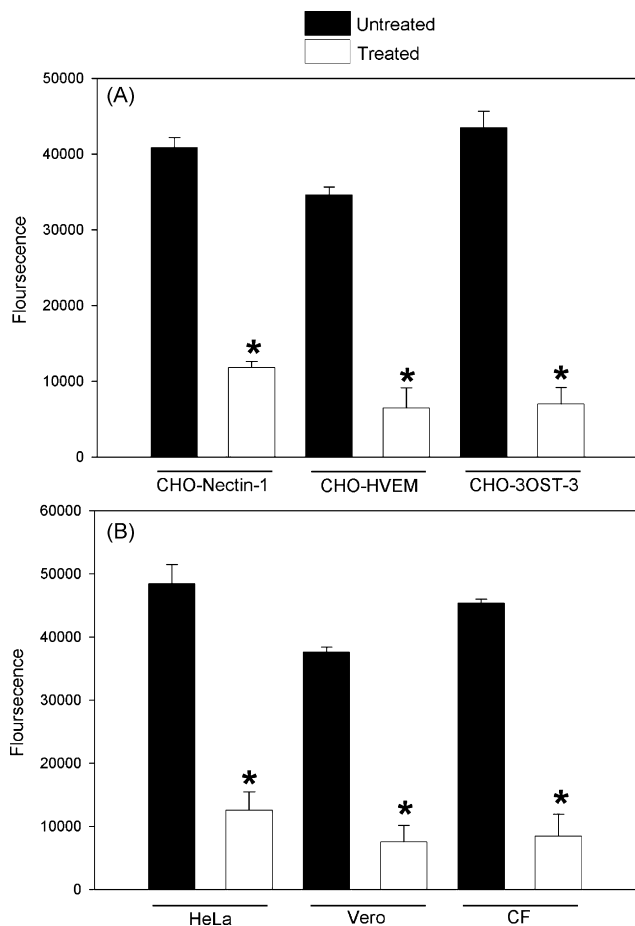 Untreated
Treated
(A)
50000
40000
30000
20000
10000
0
Floursecence
*
*
*
CHO-Nectin-1 CHO-HVEM CHO-3OST-3
(B)
60000
50000
40000
30000
20000
10000
0
Floursecence
*
*
*
HeLa Vero CF